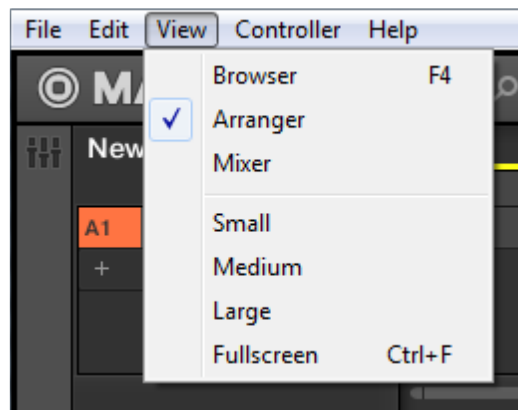 File Edit View Controller Help
Browser F4
Arranger
Mixer
Small
Medium
Large
Fullscreen Ctrl+F
New
A1
+